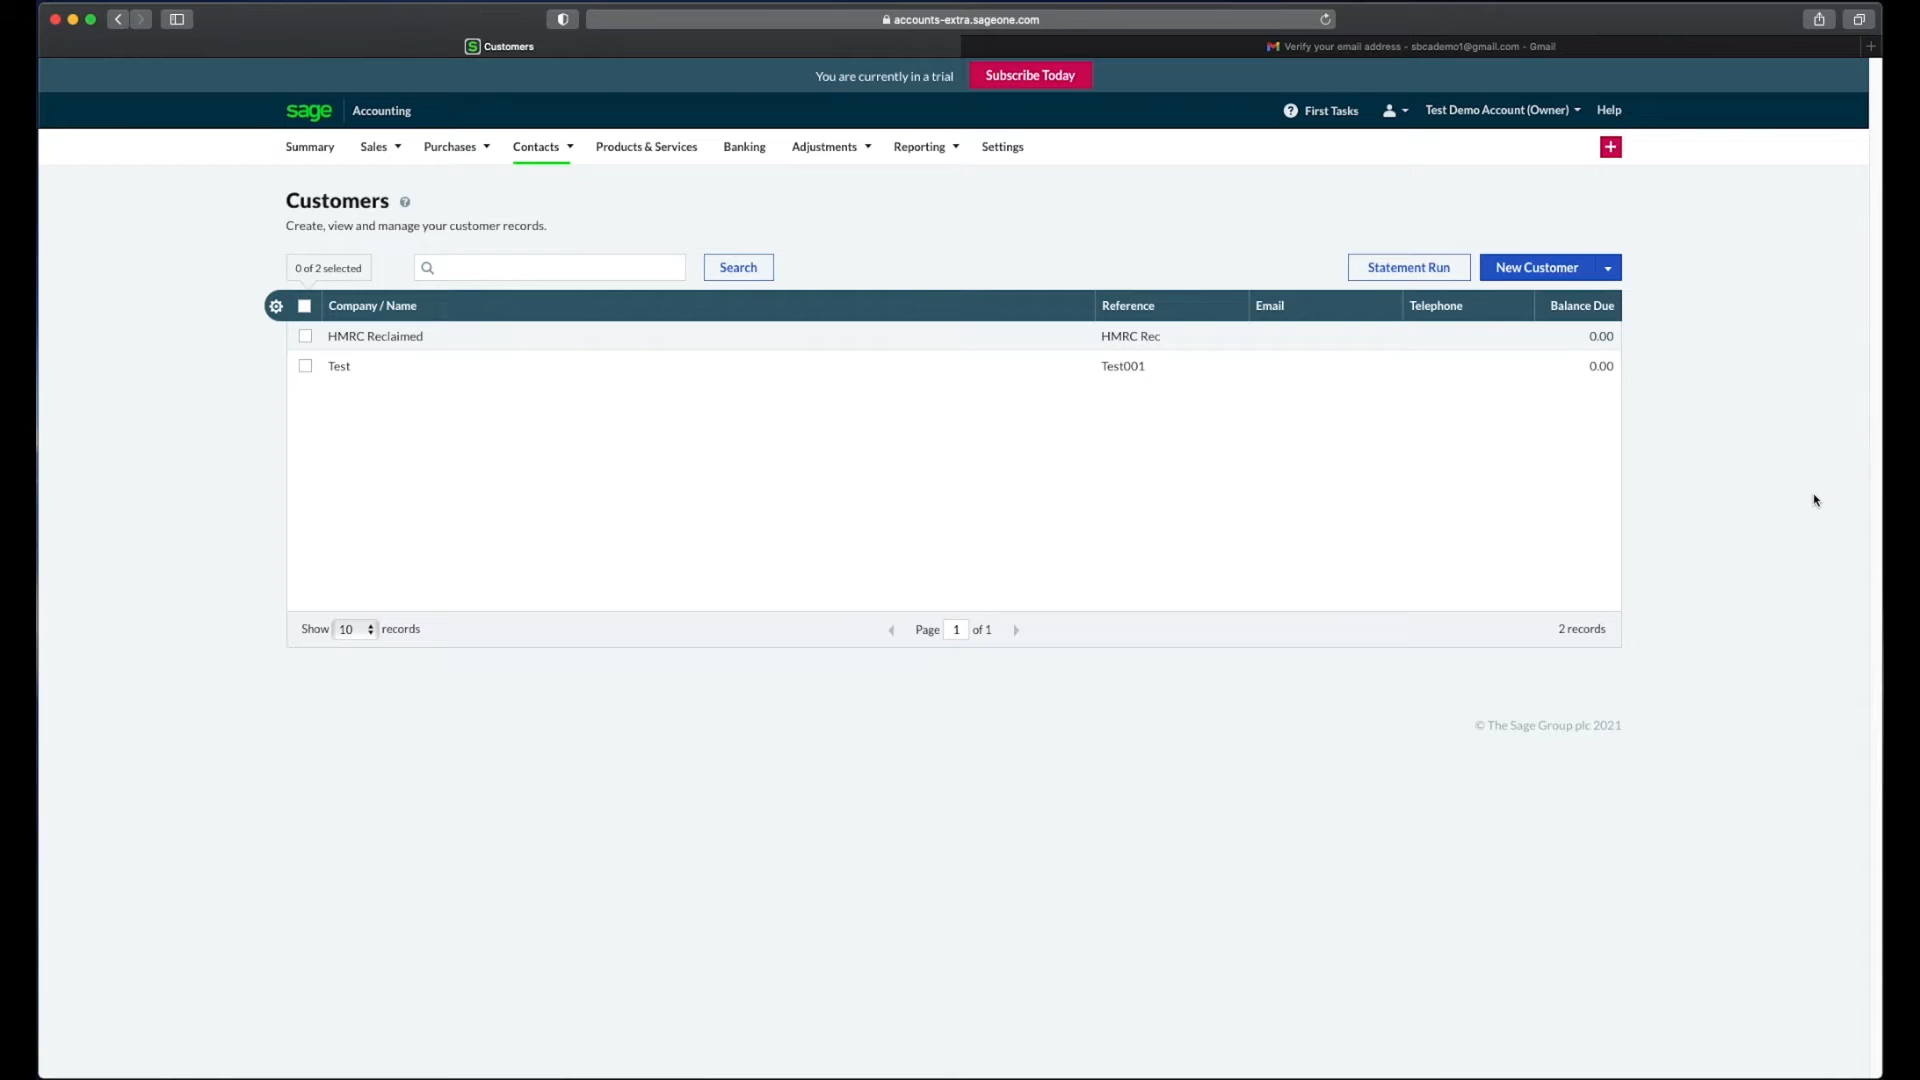 accounts-extra.sageone.com
S Customers
Verify your email address - sbcademo1@gmail.com - Gmail
You are currently in a trial Subscribe Today
sage Accounting First Tasks Test Demo Account (Owner) Help
Summary Sales Purchases Contacts Products & Services Banking Adjustments Reporting Settings
Customers
Create, view and manage your customer records.
0 of 2 selected Search Statement Run New Customer
Company / Name Reference Email Telephone Balance Due
HMRC Reclaimed HMRC Rec 0.00
Test Test001 0.00
Show 10 records Page 1 of 1 2 records
© The Sage Group plc 2021